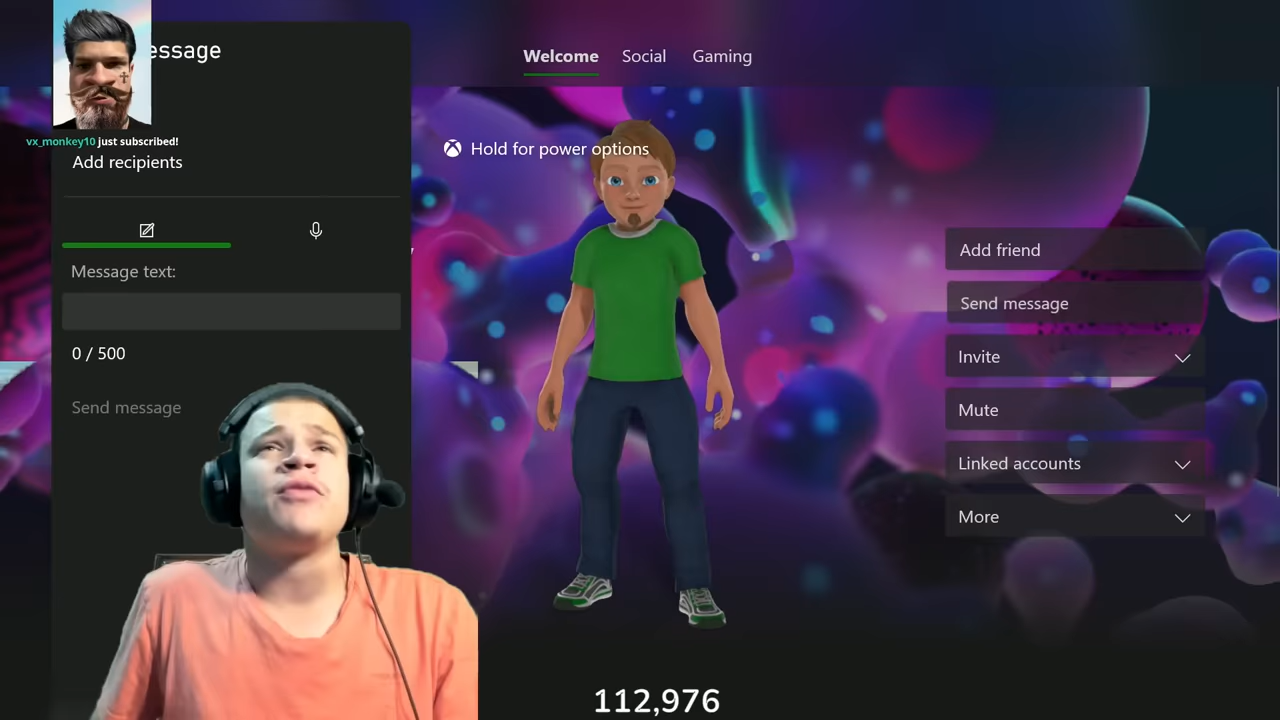 essage
vx_monkey10 just subscribed!
Add recipients
Message text:
0 / 500
Send message
Welcome
Social
Gaming
Hold for power options
Add friend
Send message
Invite
Mute
Linked accounts
More
112,976